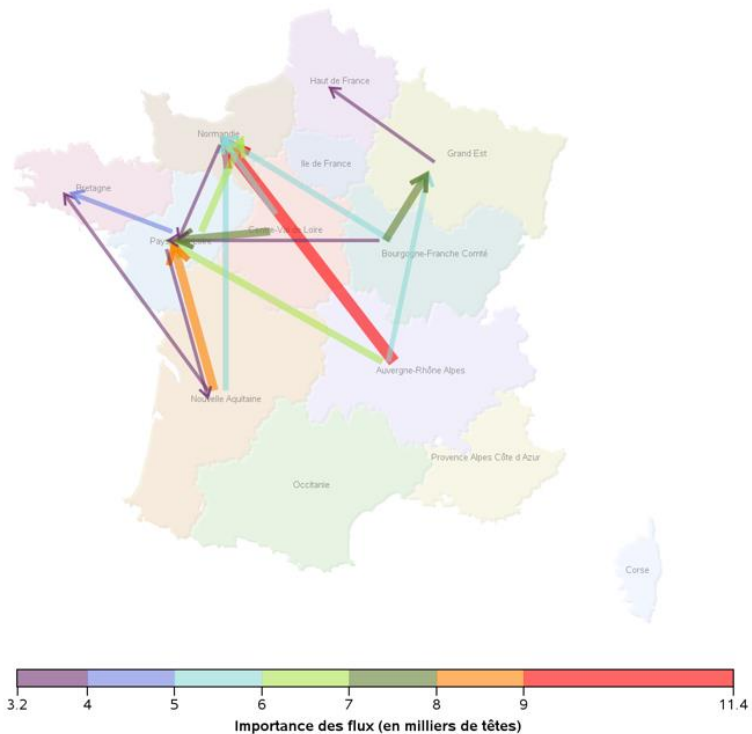 Haut de France
Normandie
Grand Est
Ile de France
Bretagne
Centre-Val de Loire
Bourgogne-Franche Comté
Auvergne-Rhône Alpes
Nouvelle Aquitaine
Provence Alpes Côte d Azur
Occitanie
Corse
3.2 4 5 6 7 8 9 11.4
Importance des flux (en milliers de têtes)